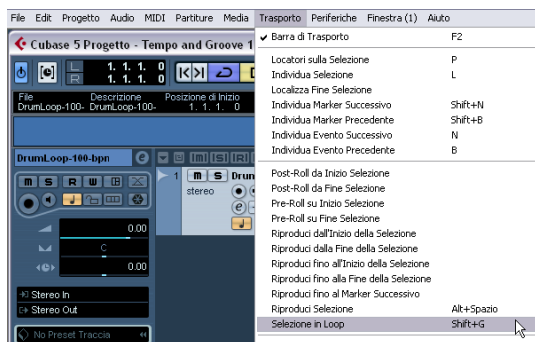 File Edit Progetto Audio MIDI Partiture Media Trasporto Periferiche Finestra (1) Aiuto
Cubase 5 Progetto - Tempo and Groove 1
L 1. 1. 1. 0
R 1. 1. 1. 0
File Descrizione Posizione di Inizio
DrumLoop-100- DrumLoop-100- 1. 1. 1. 0
DrumLoop-100-bpn e
M S R W
0.00
C
0.00
Stereo In
Stereo Out
No Preset Traccia
M S R
1 M S Drun
stereo
e
Barra di Trasporto F2
Locatori sulla Selezione P
Individua Selezione L
Localizza Fine Selezione
Individua Marker Successivo Shift+N
Individua Marker Precedente Shift+B
Individua Evento Successivo N
Individua Evento Precedente B
Post-Roll da Inizio Selezione
Post-Roll da Fine Selezione
Pre-Roll su Inizio Selezione
Pre-Roll su Fine Selezione
Riproduci dall'Inizio della Selezione
Riproduci dalla Fine della Selezione
Riproduci fino all'Inizio della Selezione
Riproduci fino alla Fine della Selezione
Riproduci fino al Marker Successivo
Riproduci Selezione Alt+Spazio
Selezione in Loop Shift+G